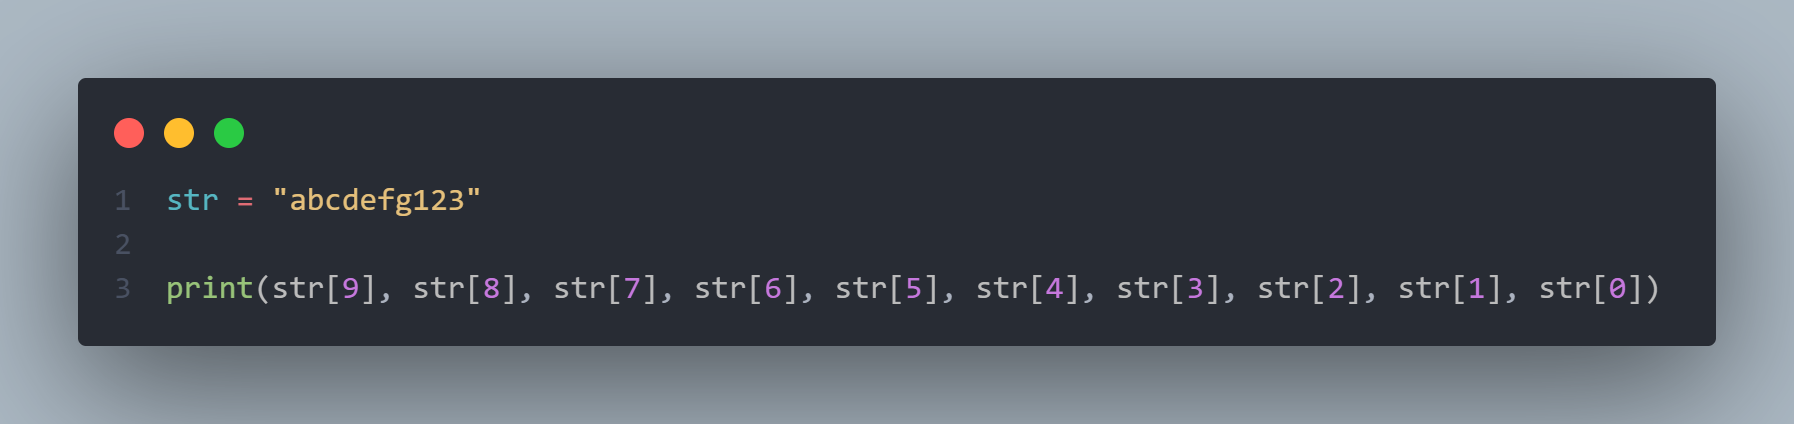 1 str = "abcdefg123"
2
3 print(str[9], str[8], str[7], str[6], str[5], str[4], str[3], str[2], str[1], str[0])